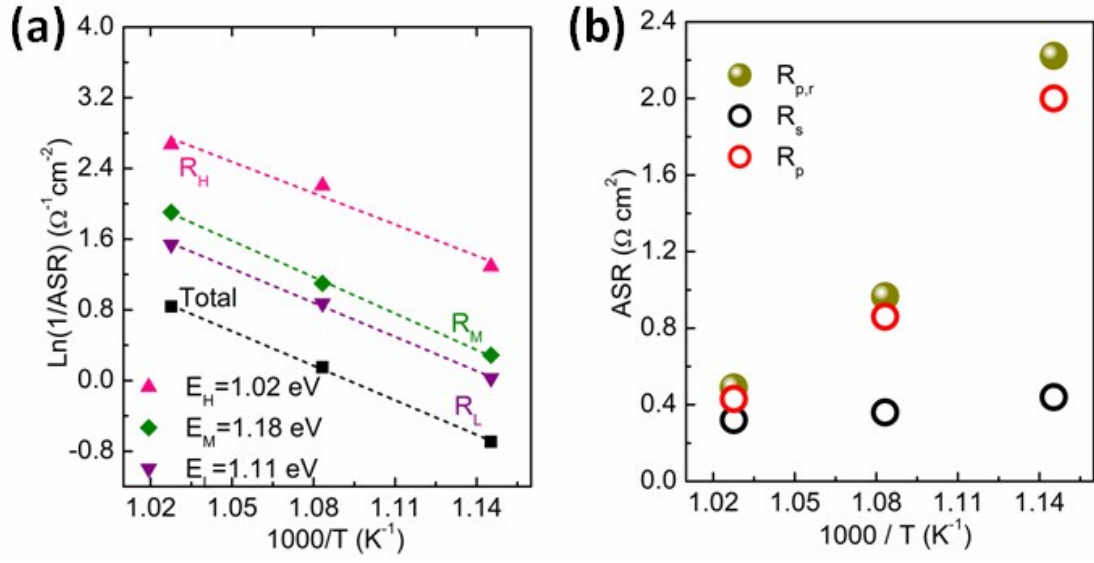 (a)
4.0
3.2
2.4
1.6
0.8
0.0
-0.8
Ln(1/ASR) (Ω⁻¹cm⁻²)
R_H
Total
R_M
R_L
E_H=1.02 eV
E_M=1.18 eV
E_L=1.11 eV
1.02 1.05 1.08 1.11 1.14
1000/T (K⁻¹)
(b)
2.4
2.0
1.6
1.2
0.8
0.4
0.0
ASR (Ω cm²)
R_p,r
R_s
R_p
1.02 1.05 1.08 1.11 1.14
1000 / T (K⁻¹)